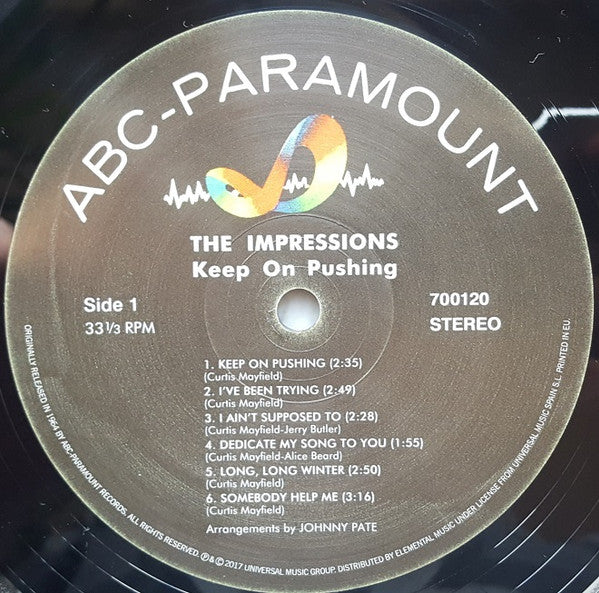 ABC-PARAMOUNT
THE IMPRESSIONS
Keep On Pushing
Side 1
33 1/3 RPM
700120
STEREO
1. KEEP ON PUSHING (2:35)
(Curtis Mayfield)
2. I'VE BEEN TRYING (2:49)
(Curtis Mayfield)
3. I AIN'T SUPPOSED TO (2:28)
(Curtis Mayfield-Jerry Butler)
4. DEDICATE MY SONG TO YOU (1:55)
(Curtis Mayfield-Alice Beard)
5. LONG, LONG WINTER (2:50)
(Curtis Mayfield)
6. SOMEBODY HELP ME (3:16)
(Curtis Mayfield)
Arrangements by JOHNNY PATE
ORIGINALLY RELEASED IN 1964 BY ABC-PARAMOUNT RECORDS. ALL RIGHTS RESERVED. ℗ & © 2017 UNIVERSAL MUSIC GROUP. DISTRIBUTED BY ELEMENTAL MUSIC UNDER LICENSE FROM UNIVERSAL MUSIC SPAIN S.L. PRINTED IN EU.